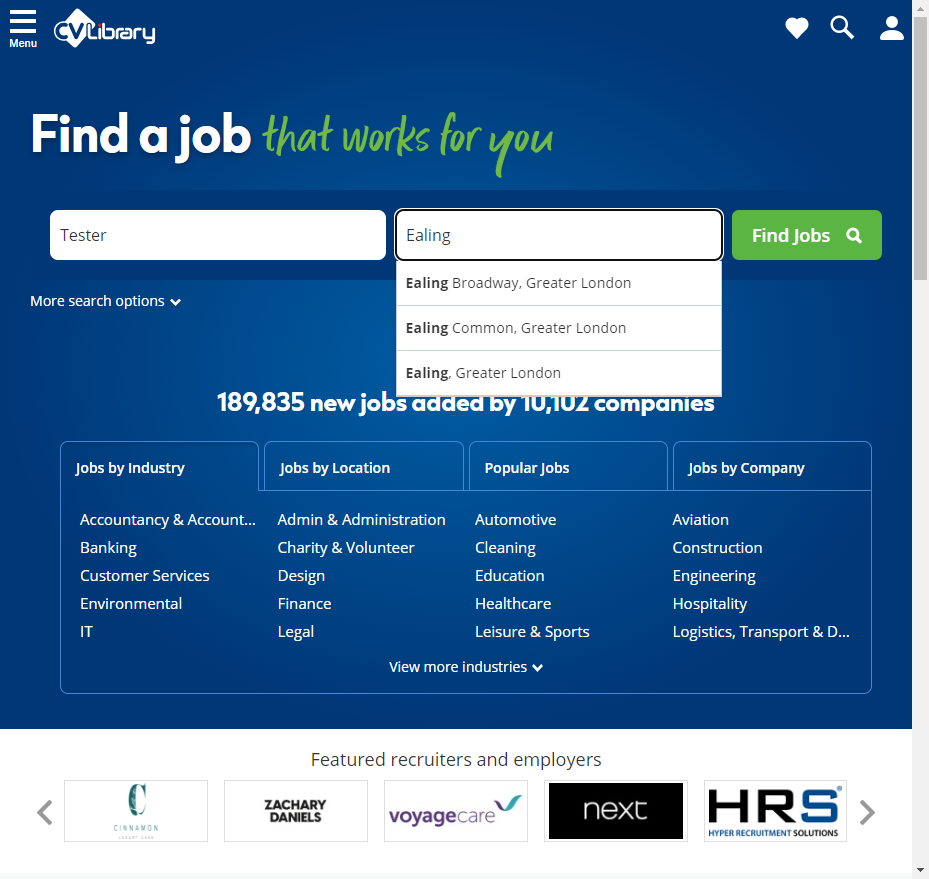 Menu
CVLibrary
Find a job that works for you
Tester
Ealing
Find Jobs
Ealing Broadway, Greater London
More search options
Ealing Common, Greater London
Ealing, Greater London
189,835 new jobs added by 10,102 companies
Jobs by Industry
Jobs by Location
Popular Jobs
Jobs by Company
Accountancy & Account...
Admin & Administration
Automotive
Aviation
Banking
Charity & Volunteer
Cleaning
Construction
Customer Services
Design
Education
Engineering
Environmental
Finance
Healthcare
Hospitality
IT
Legal
Leisure & Sports
Logistics, Transport & D...
View more industries
Featured recruiters and employers
CINNAMON
LUXURY CARE
ZACHARY
DANIELS
voyagecare
next
HRS
HYPER RECRUITMENT SOLUTIONS